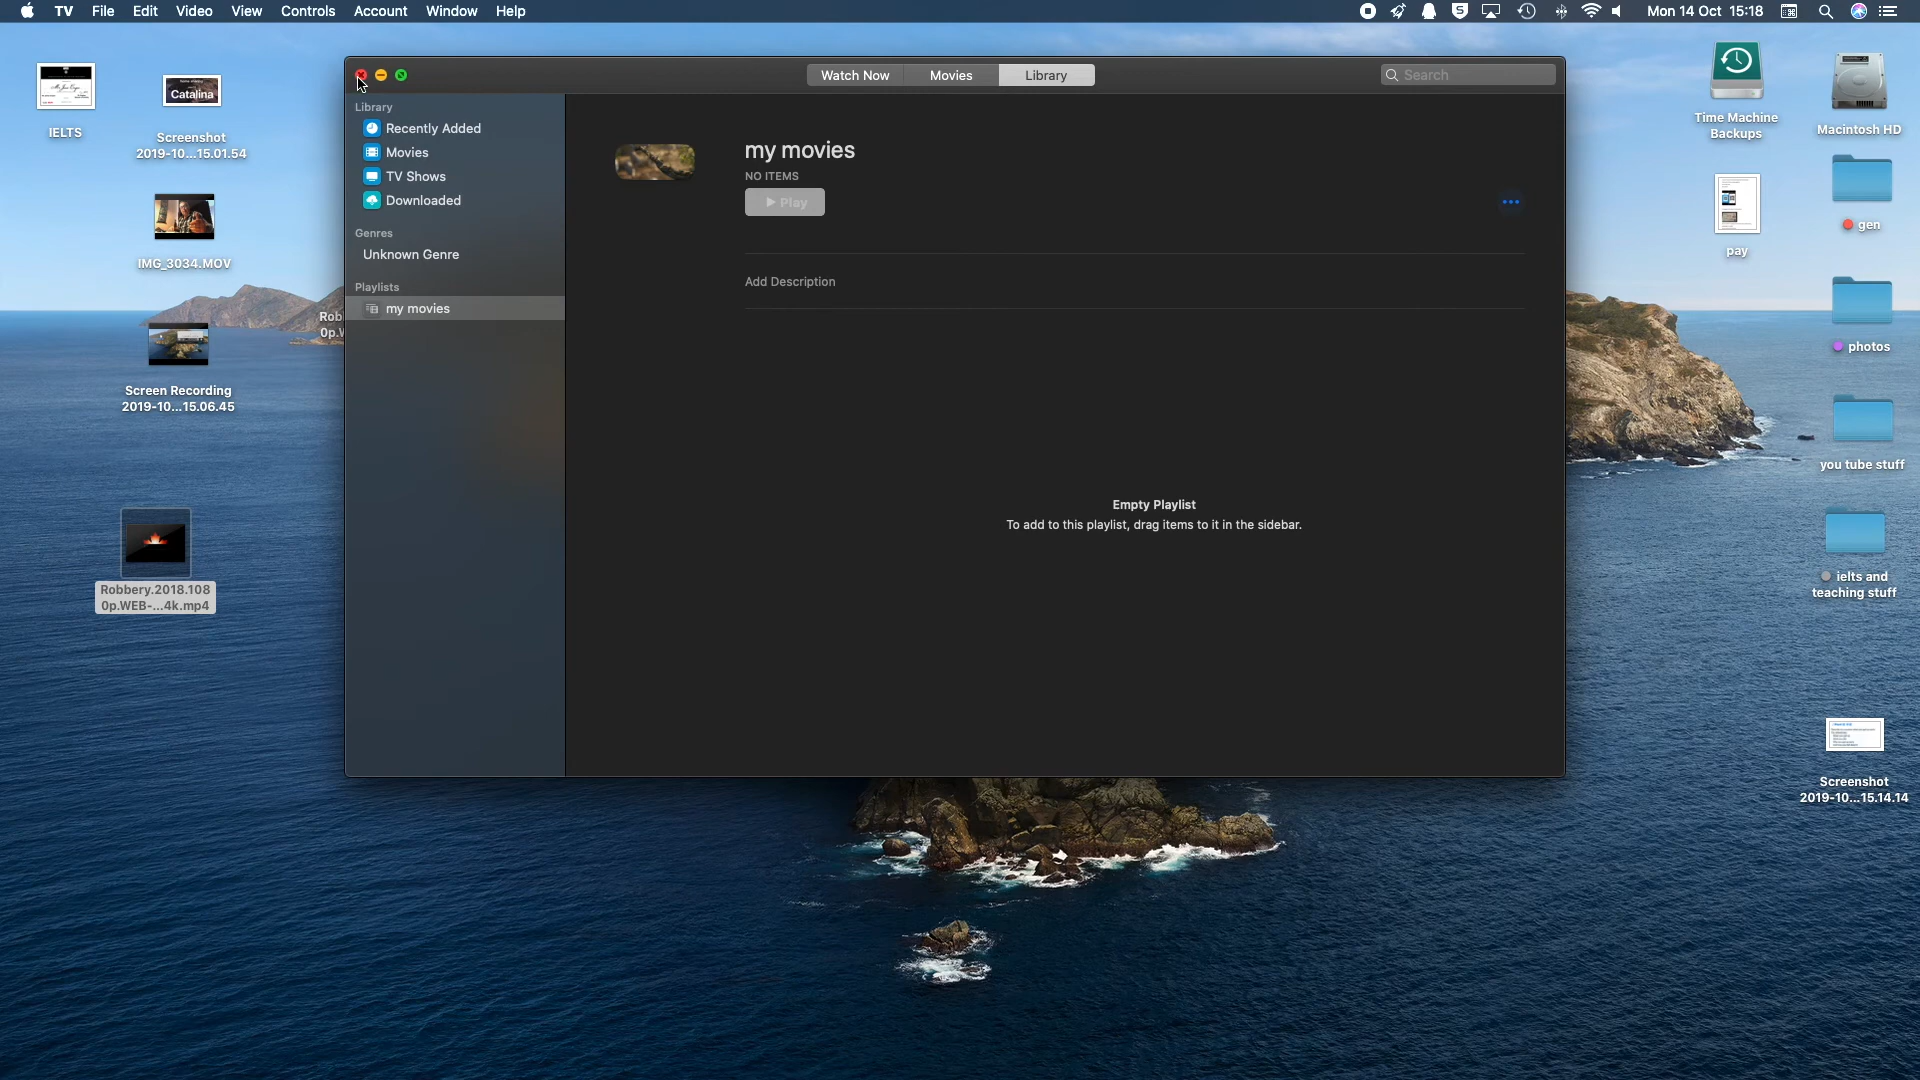 TV File Edit Video View Controls Account Window Help
Mon 14 Oct 15:18
Watch Now Movies Library
Search
Library
Recently Added
Movies
TV Shows
Downloaded
Genres
Unknown Genre
Playlists
my movies
my movies
NO ITEMS
Play
Add Description
Empty Playlist
To add to this playlist, drag items to it in the sidebar.
IELTS
Catalina
Screenshot
2019-10...15.01.54
IMG_3034.MOV
Rob
0p.W
Screen Recording
2019-10...15.06.45
Robbery.2018.108
0p.WEB-...4k.mp4
Time Machine
Backups
Macintosh HD
pay
gen
photos
you tube stuff
ielts and
teaching stuff
Screenshot
2019-10...15.14.14